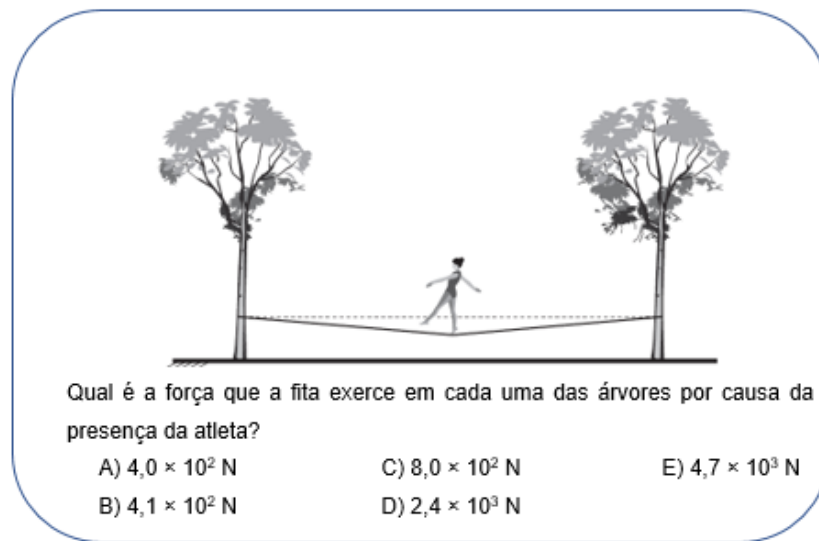 Qual é a força que a fita exerce em cada uma das árvores por causa da
presença da atleta?
A) 4,0 × 10² N C) 8,0 × 10² N E) 4,7 × 10³ N
B) 4,1 × 10² N D) 2,4 × 10³ N